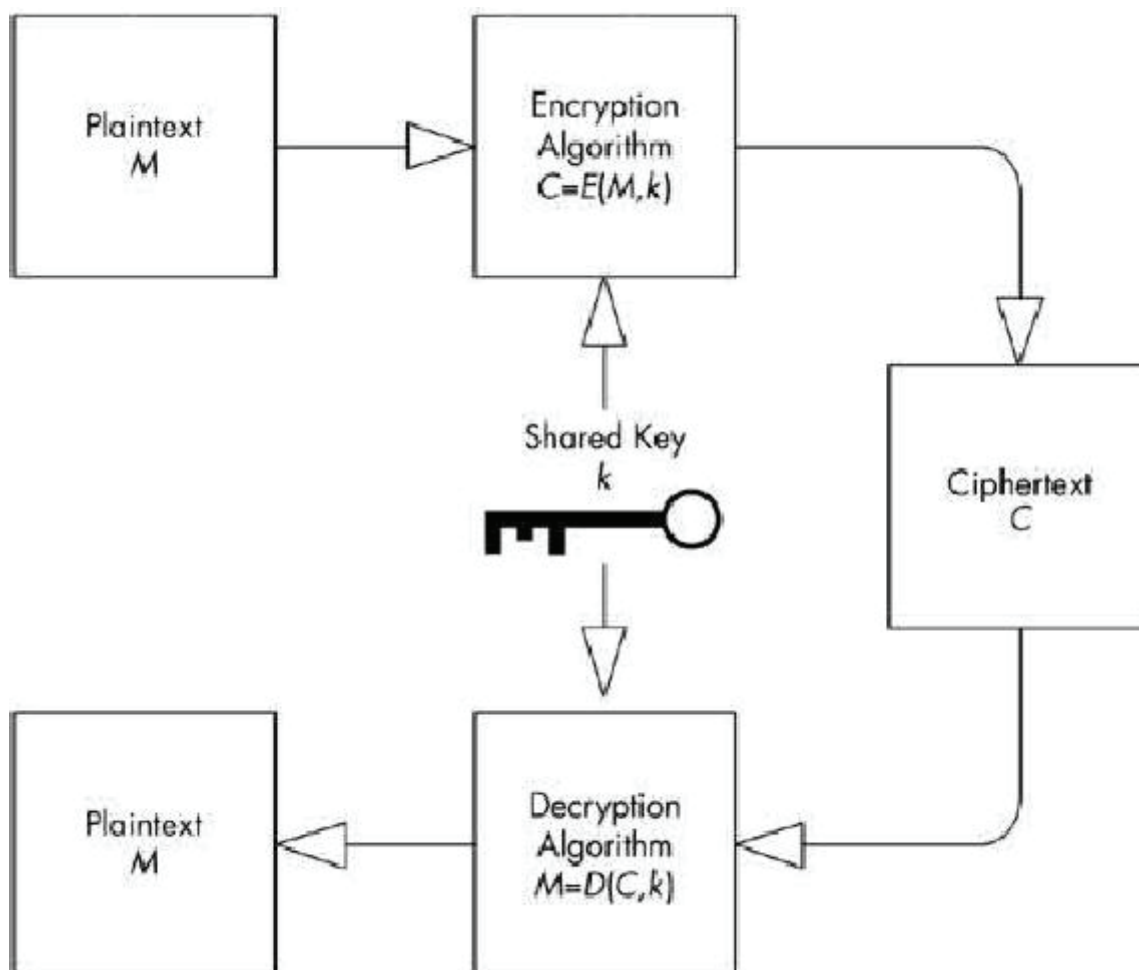 Plaintext
M
Encryption
Algorithm
C=E(M,k)
Shared Key
k
Ciphertext
C
Plaintext
M
Decryption
Algorithm
M=D(C,k)